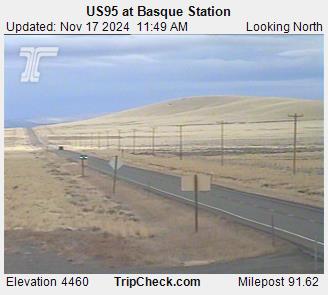 US95 at Basque Station
Updated: Nov 17 2024 11:49 AM Looking North
Elevation 4460 TripCheck.com Milepost 91.62